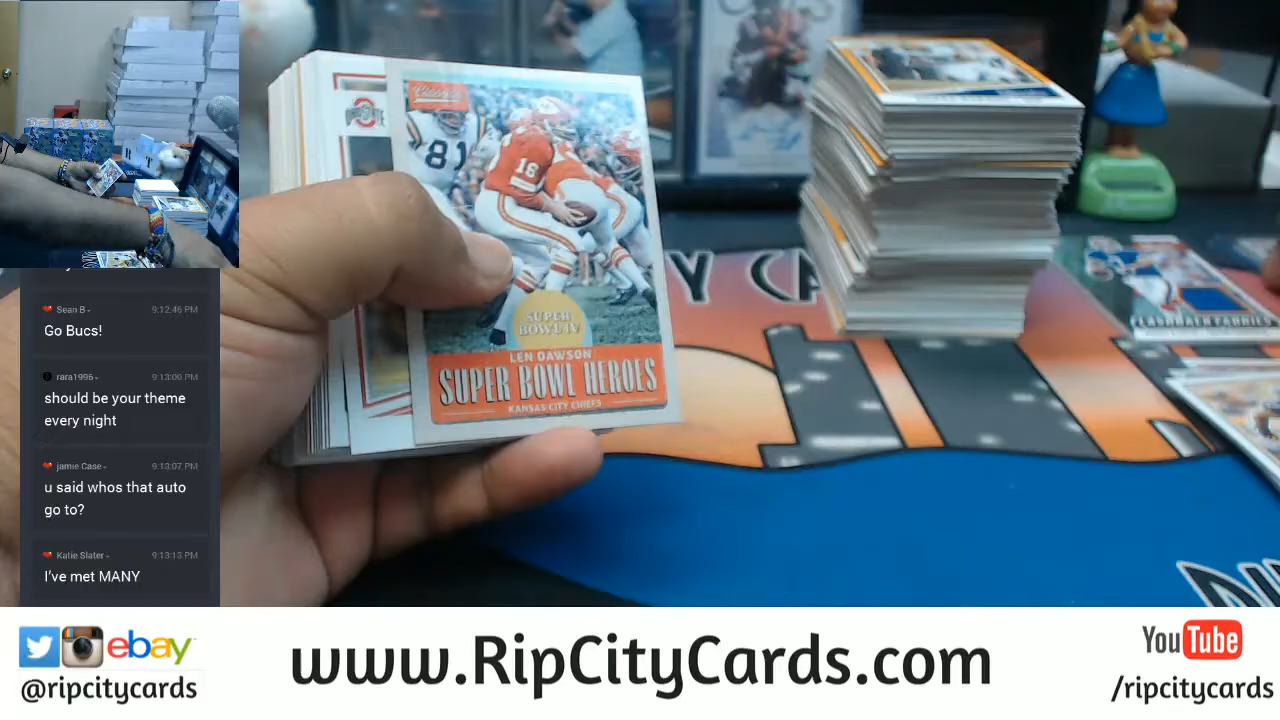 Sean B
9:12:46 PM
Go Bucs!
rara1996
9:13:00 PM
should be your theme
every night
jamie Case
9:13:07 PM
u said whos that auto
go to?
Katie Slater
9:13:13 PM
I've met MANY
Classics
81
16
SUPER
BOWL IV
LEN DAWSON
SUPER BOWL HEROES
KANSAS CITY CHIEFS
Y CA
FLASHBACK FABRICS
ebay
@ripcitycards
www.RipCityCards.com
YouTube
/ripcitycards